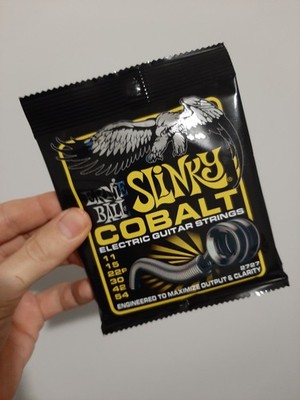 ERNIE BALL
SLINKY®
COBALT
ELECTRIC GUITAR STRINGS
11
15
22P
30
42
54
2727
ENGINEERED TO MAXIMIZE OUTPUT & CLARITY